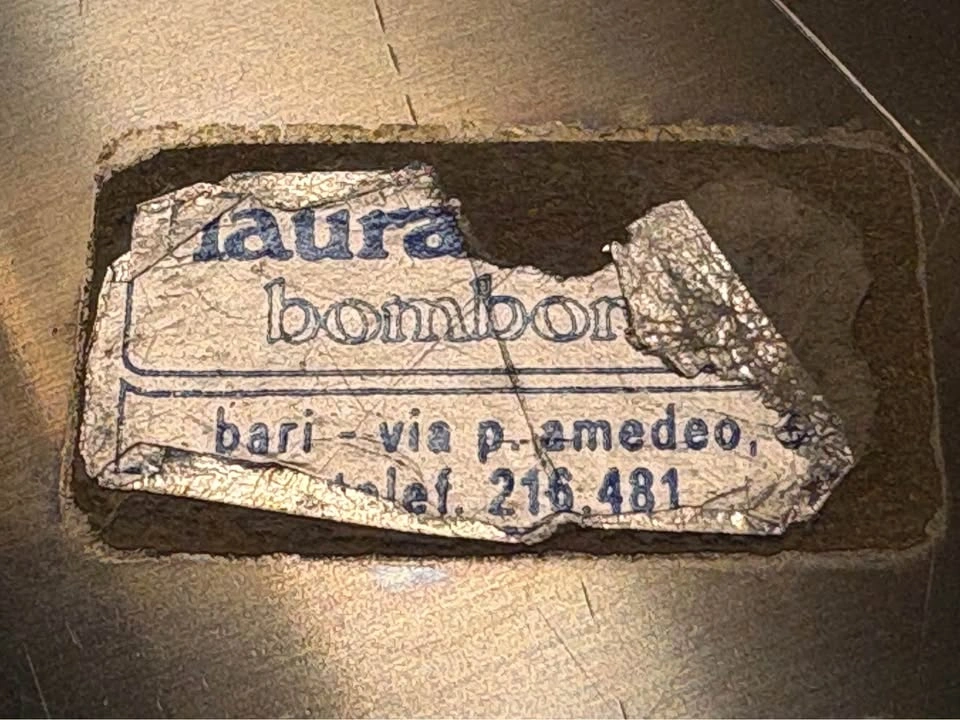 laura
bombon
bari - via p. amedeo,
telef. 216.481